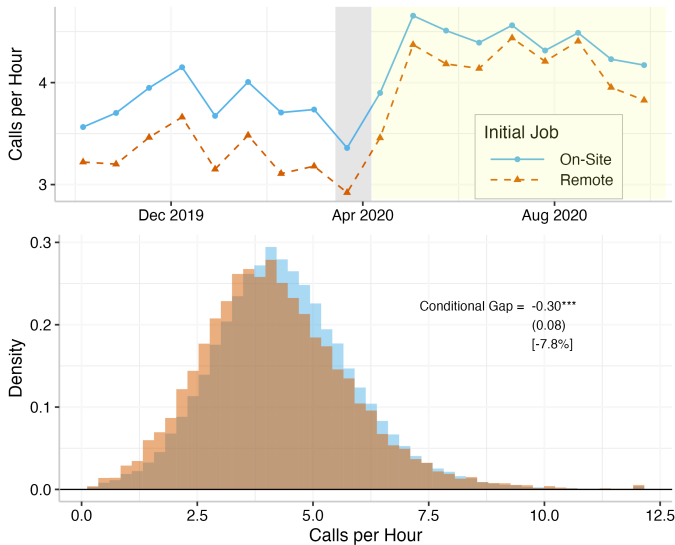 Calls per Hour
4
3
Initial Job
On-Site
Remote
Dec 2019
Apr 2020
Aug 2020
Density
0.3
0.2
0.1
0.0
Conditional Gap = -0.30***
(0.08)
[-7.8%]
0.0
2.5
5.0
7.5
10.0
12.5
Calls per Hour